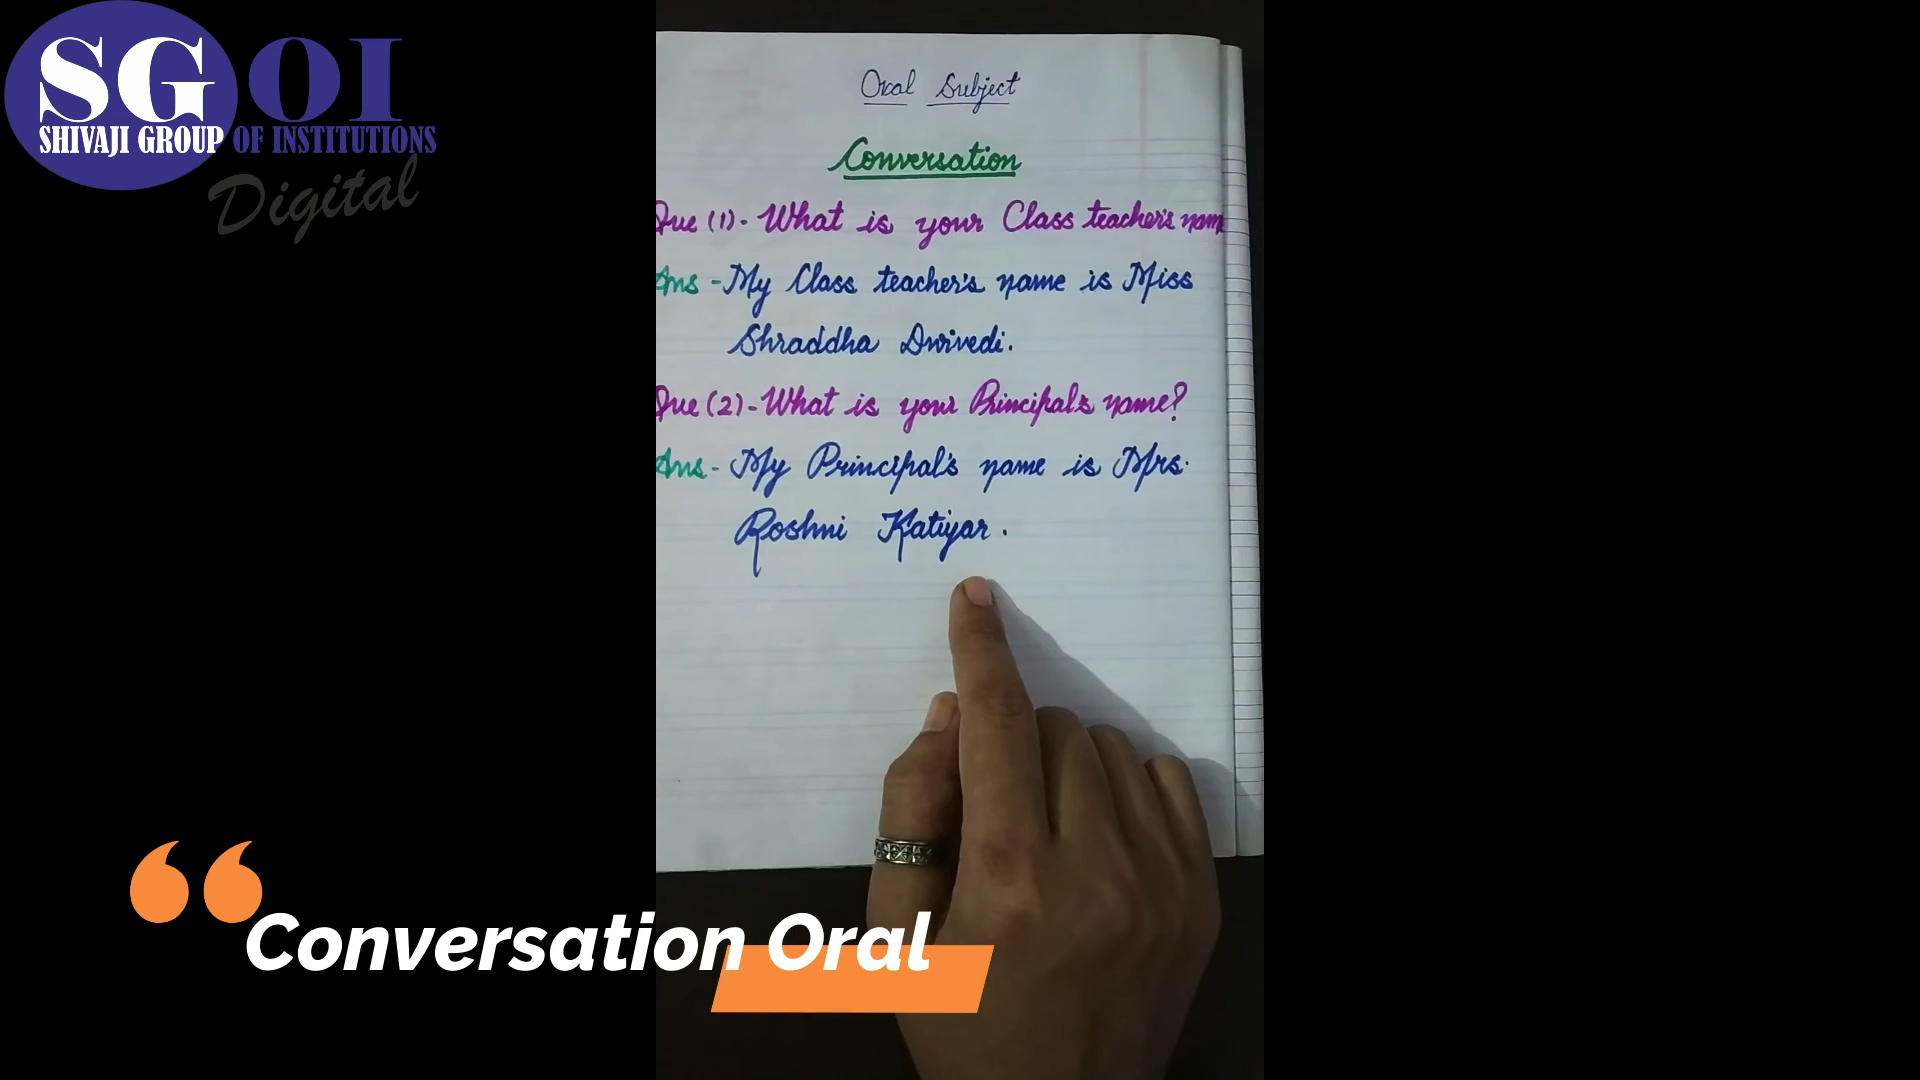 SGOI
SHIVAJI GROUP OF INSTITUTIONS
Digital
Oral Subject
Conversation
Que (1)- What is your Class teacher's name
Ans - My Class teacher's name is Miss
Shraddha Dwivedi.
Que (2)- What is your Principal's name?
Ans - My Principal's name is Mrs.
Roshni Katiyar.
Conversation Oral